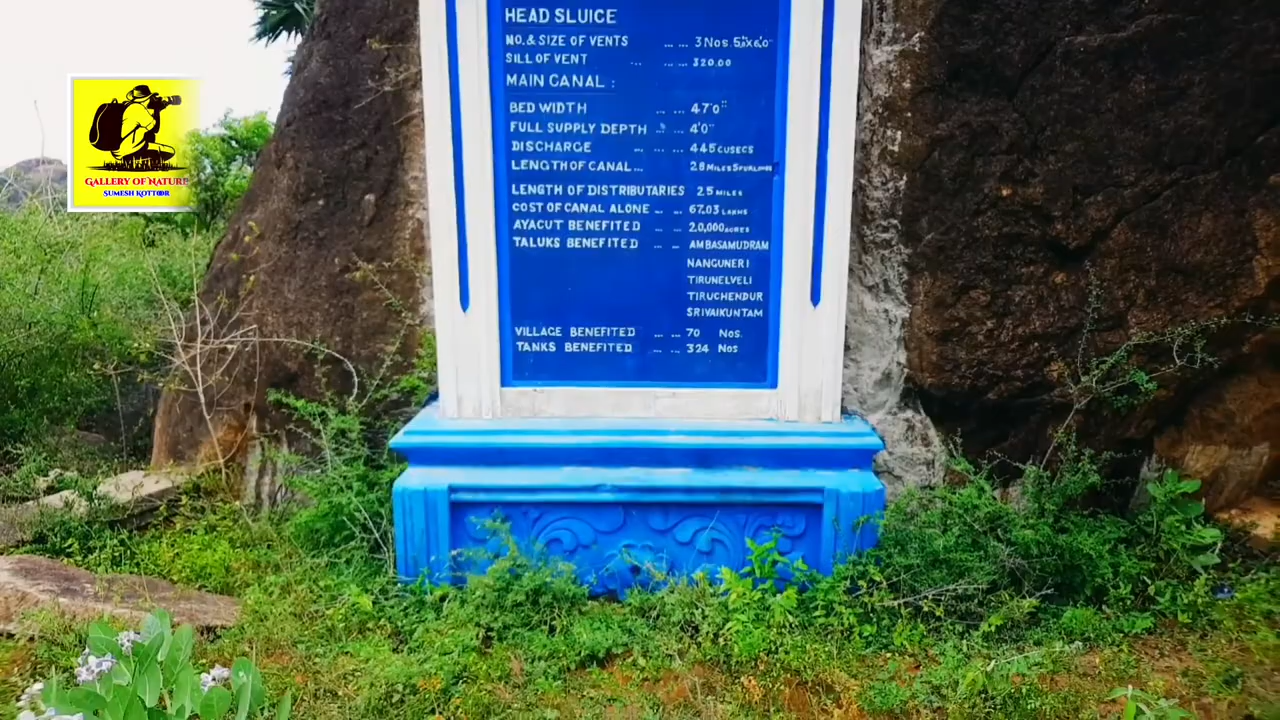 HEAD SLUICE
NO.& SIZE OF VENTS ... ... 3 Nos.
SILL OF VENT ... ... ... 320.00
MAIN CANAL :
BED WIDTH ... ... 47'0"
FULL SUPPLY DEPTH ... ... 4'0"
DISCHARGE ... ... ... 445 CUSECS
LENGTH OF CANAL ... 28 MILES 5 FURLONGS
LENGTH OF DISTRIBUTARIES 25 MILES
COST OF CANAL ALONE ... ... 67.03 LAKHS
AYACUT BENEFITED ... ... 20,000 ACRES
TALUKS BENEFITED ... ... AMBASAMUDRAM
NANGUNERI
TIRUNELVELI
TIRUCHENDUR
SRIVAIKUNTAM
VILLAGE BENEFITED ... ... 70 Nos.
TANKS BENEFITED ... ... 324 Nos
GALLERY OF NATURE
SUMESH KOTTOOR